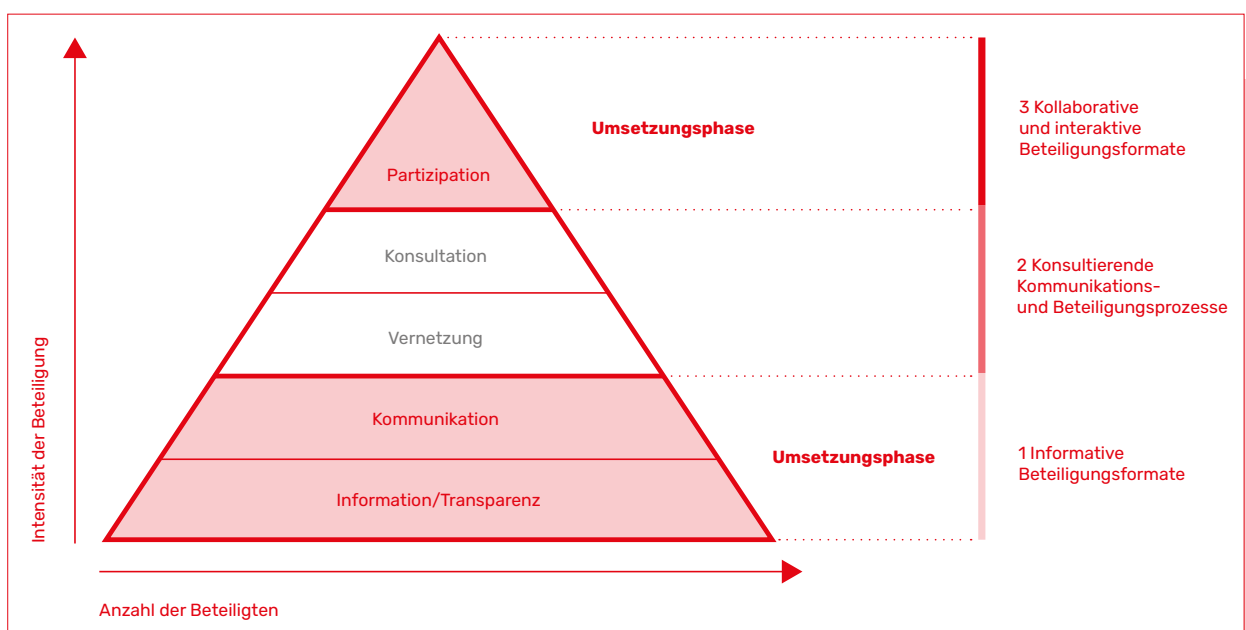 Umsetzungsphase
3 Kollaborative
und interaktive
Beteiligungsformate
Partizipation
Konsultation
2 Konsultierende
Kommunikations-
und Beteiligungsprozesse
Vernetzung
Intensität der Beteiligung
Kommunikation
Umsetzungsphase
1 Informative
Beteiligungsformate
Information/Transparenz
Anzahl der Beteiligten